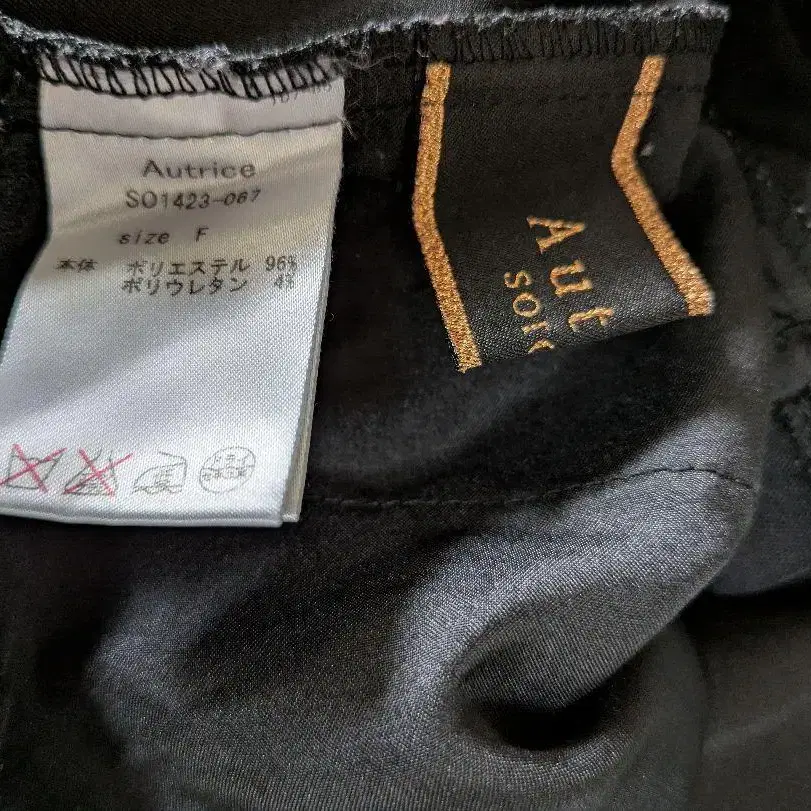 Autrice
SO1423-067
size F
本体 ポリエステル 96%
ポリウレタン 4%
Aut